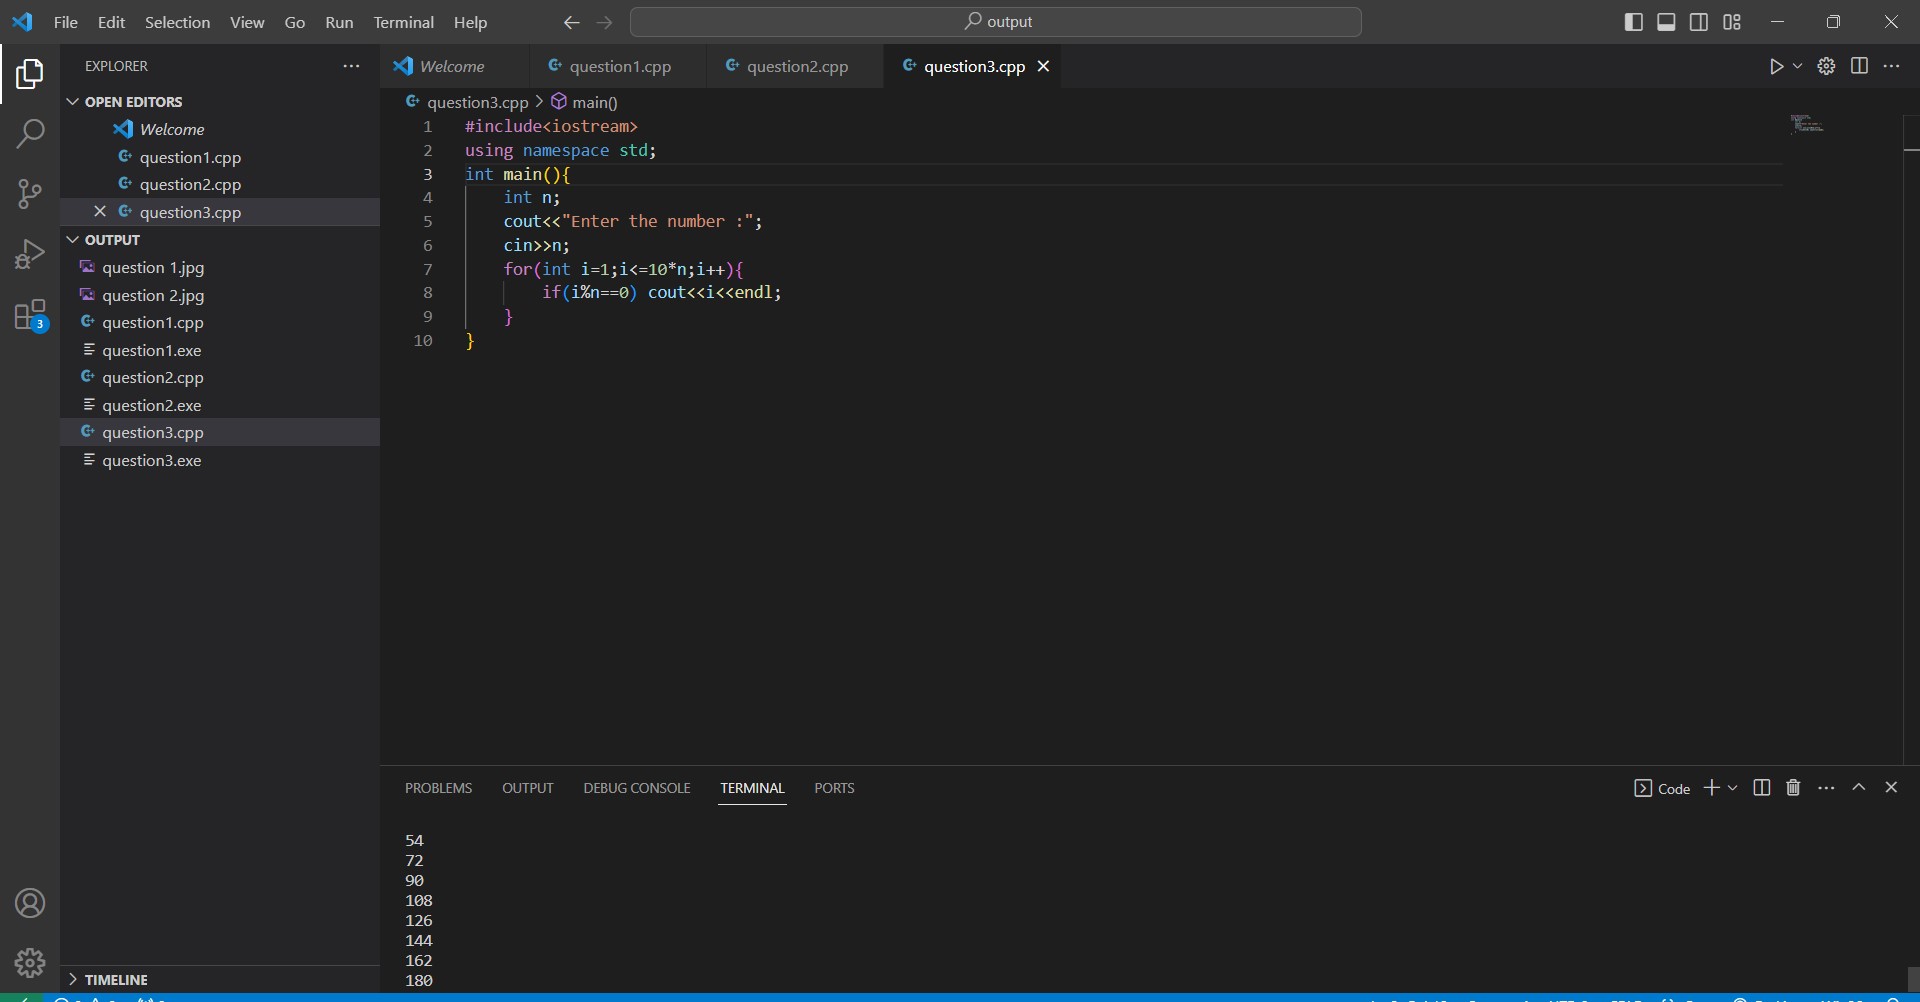 File Edit Selection View Go Run Terminal Help
output
EXPLORER
OPEN EDITORS
Welcome
question1.cpp
question2.cpp
question3.cpp
OUTPUT
question 1.jpg
question 2.jpg
question1.cpp
question1.exe
question2.cpp
question2.exe
question3.cpp
question3.exe
3
TIMELINE
Welcome question1.cpp question2.cpp question3.cpp
question3.cpp > main()
1 #include<iostream>
2 using namespace std;
3 int main(){
4 int n;
5 cout<<"Enter the number :";
6 cin>>n;
7 for(int i=1;i<=10*n;i++){
8 if(i%n==0) cout<<i<<endl;
9 }
10 }
PROBLEMS OUTPUT DEBUG CONSOLE TERMINAL PORTS
Code
54
72
90
108
126
144
162
180